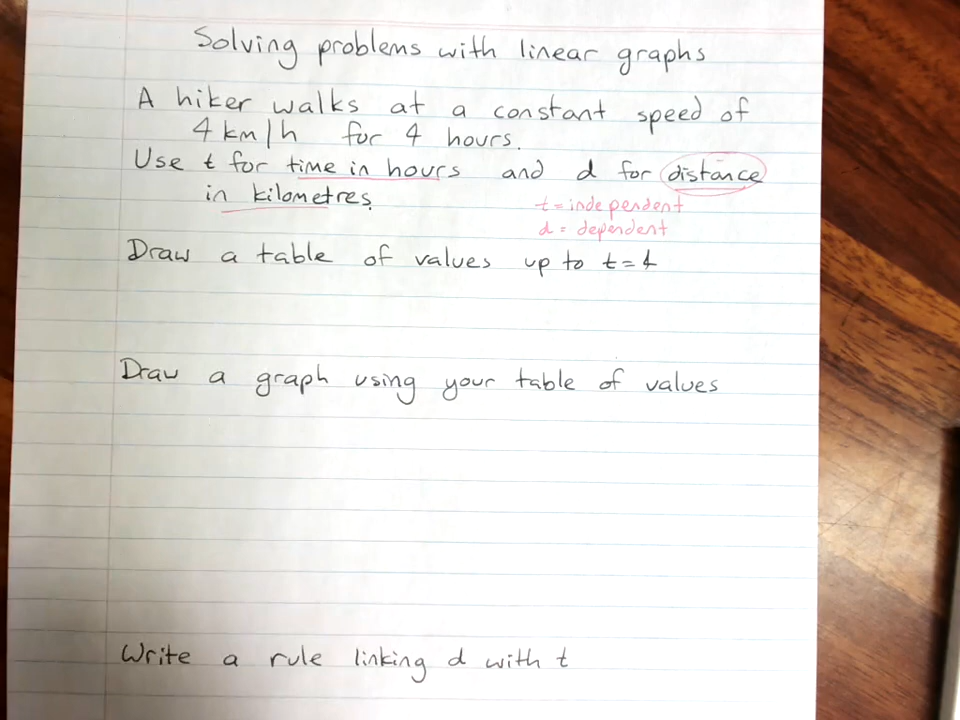 Solving problems with linear graphs
A hiker walks at a constant speed of
4 km/h for 4 hours.
Use t for time in hours and d for distance
in kilometres.
t = independent
d = dependent
Draw a table of values up to t = 4
Draw a graph using your table of values
Write a rule linking d with t